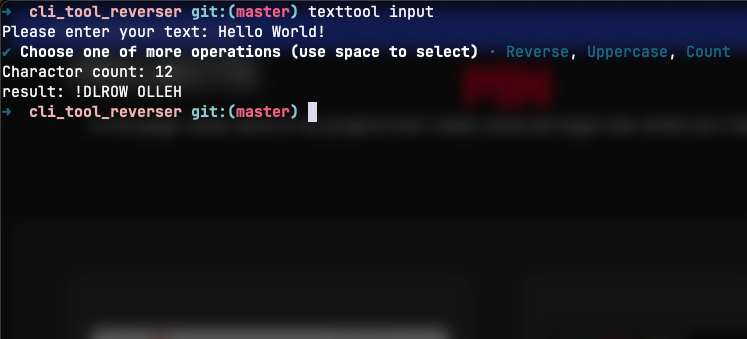 → cli_tool_reverser git:(master) texttool input
Please enter your text: Hello World!
✔ Choose one of more operations (use space to select) · Reverse, Uppercase, Count
Charactor count: 12
result: !DLROW OLLEH
→ cli_tool_reverser git:(master)